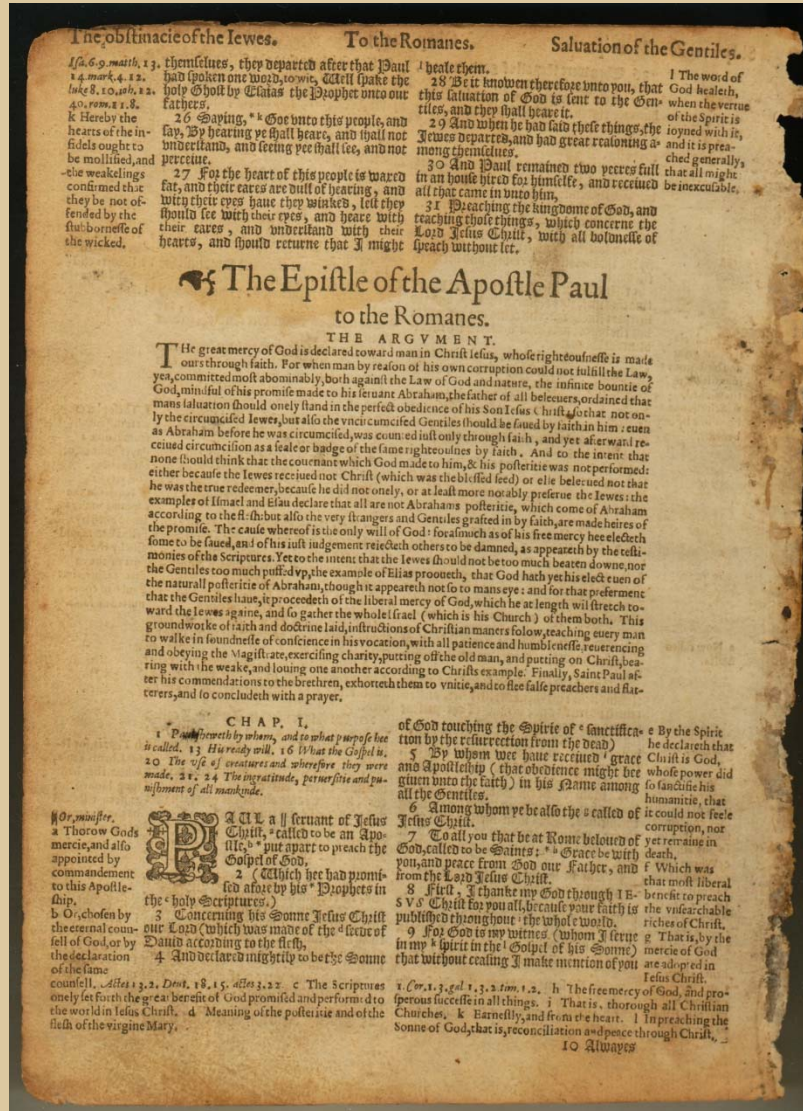 The obſtinacie of the Iewes. To the Romanes. Saluation of the Gentiles.
Iſa.6.9.matth.13.
14.mark.4.12.
luke 8.10.ioh.12.
40.rom.11.8.
k Hereby the
hearts of the in-
fidels ought to
be mollified, and
the weakelings
confirmed that
they be not of-
fended by the
ſtubborneſſe of
the wicked.
themſelues, they departed after that Paul
had ſpoken one word, to wit, Well ſpake the
holy Ghoſt by Eſaias the Prophet vnto our
fathers,
26 Saying, * k Goe vnto this people, and
ſay, By hearing ye ſhall heare, and ſhall not
vnderſtand, and ſeeing yee ſhall ſee, and not
perceiue.
27 For the heart of this people is waxed
fat, and their eares are dull of hearing, and
with their eyes haue they winked, leſt they
ſhould ſee with their eyes, and heare with
their eares, and vnderſtand with their
hearts, and ſhould returne that I might
l heale them.
28 Be it knowen therefore vnto you, that
this ſaluation of God is ſent to the Gen-
tiles, and they ſhall heare it.
29 And when he had ſaid theſe things, the
Jewes departed, and had great reaſoning a-
mong themſelues.
30 And Paul remained two yeeres full
in an houſe hired for himſelfe, and receiued
all that came in vnto him,
31 Preaching the kingdome of God, and
teaching thoſe things, which concerne the
Lord Jeſus Chriſt, with all boldneſſe of
ſpeach without let.
l The word of
God healeth,
when the vertue
of the Spirit is
ioyned with it,
and it is prea-
ched generally,
that all might
be inexcuſable.
The Epiſtle of the Apoſtle Paul
to the Romanes.
THE ARGVMENT.
THe great mercy of God is declared toward man in Chriſt Ieſus, whoſe righteouſneſſe is made
ours through faith. For when man by reaſon of his own corruption could not fulfill the Law,
yea, committed moſt abominably, both againſt the Law of God and nature, the infinite bountie of
God, mindful of his promiſe made to his ſeruant Abraham, the father of all beleeuers, ordained that
mans ſaluation ſhould onely ſtand in the perfect obedience of his Son Ieſus Chriſt, ſo that not on-
ly the circumciſed Iewes, but alſo the vncircumciſed Gentiles ſhould be ſaued by faith in him: euen
as Abraham before he was circumciſed, was counted iuſt only through faith, and yet afterward re-
ceiued circumciſion as a ſeale or badge of the ſame righteouſnes by faith. And to the intent that
none ſhould think that the couenant which God made to him, & his poſteritie was not performed:
either becauſe the Iewes receiued not Chriſt (which was the bleſſed ſeed) or elſe beleeued not that
he was the true redeemer, becauſe he did not onely, or at leaſt more notably preſerue the Iewes: the
examples of Iſmael and Eſau declare that all are not Abrahams poſteritie, which come of Abraham
according to the fleſh: but alſo the very ſtrangers and Gentiles grafted in by faith, are made heires of
the promiſe. The cauſe whereof is the only will of God: foraſmuch as of his free mercy hee electeth
ſome to be ſaued, and of his iuſt iudgement reiecteth others to be damned, as appeareth by the teſti-
monies of the Scriptures. Yet to the intent that the Iewes ſhould not be too much beaten downe, nor
the Gentiles too much puffed vp, the example of Elias prooueth, that God hath yet his elect euen of
the naturall poſteritie of Abraham, though it appeareth not ſo to mans eye: and for that preferment
that the Gentiles haue, it proceedeth of the liberal mercy of God, which he at length wil ſtretch to-
ward the Iewes againe, and ſo gather the whole Iſrael (which is his Church) of them both. This
groundworke of faith and doctrine laid, inſtructions of Chriſtian maners folow, teaching euery man
to walke in ſoundneſſe of conſcience in his vocation, with all patience and humbleneſſe, reuerencing
and obeying the Magiſtrate, exerciſing charity, putting off the old man, and putting on Chriſt, bea-
ring with the weake, and louing one another according to Chriſts example. Finally, Saint Paul af-
ter his commendations to the brethren, exhorteth them to vnitie, and to flee falſe preachers and flat-
terers, and ſo concludeth with a prayer.
CHAP. I.
1 Paul ſheweth by whom, and to what purpoſe hee
is called. 13 His ready will. 16 What the Goſpel is.
20 The vſe of creatures and wherefore they were
made. 21. 24 The ingratitude, peruerſitie and pu-
niſhment of all mankinde.
‖Or, miniſter.
a Thorow Gods
mercie, and alſo
appointed by
commandement
to this Apoſtle-
ſhip.
b Or, choſen by
the eternal coun-
ſell of God, or by
the declaration
of the ſame
counſell. Actes 13.2. Deut. 18.15. actes 3.22 c The Scriptures
onely ſet forth the great benefit of God promiſed and performed to
the world in Ieſus Chriſt. d Meaning of the poſteritie and of the
fleſh of the virgine Mary.
PAUL a ‖ ſeruant of Jeſus
Chriſt, a called to be an Apo-
ſtle, b * put apart to preach the
Goſpel of God,
2 (Which hee had promi-
ſed afore by his * Prophets in
the c holy Scriptures.)
3 Concerning his Sonne Jeſus Chriſt
our Lord (which was made of the d ſeede of
Dauid according to the fleſh,
4 And declared mightily to be the Sonne
of God touching the Spirie of e ſanctifica-
tion by the reſurrection from the dead)
5 By whom wee haue receiued f grace
and Apoſtleſhip (that obedience might bee
giuen vnto the faith) in his Name among
all the Gentiles.
6 Among whom ye be alſo the g called of
Jeſus Chriſt.
7 To all you that be at Rome beloued of
God, called to be Saints: * h Grace be with
you, and peace from God our Father, and
from the Lord Jeſus Chriſt.
8 Firſt, I thanke my God through IE-
SVS Chriſt for you all, becauſe your faith is
publiſhed throughout i the whole world.
9 For God is my witnes (whom I ſerue
in my k ſpirit in the l Goſpel of his Sonne)
that without ceaſing I make mention of you
e By the Spirit
he declareth that
Chriſt is God,
whoſe power did
ſo ſanctifie his
humanitie, that
it could not feele
corruption, nor
yet remaine in
death.
f Which was
that moſt liberal
benefit to preach
the vnſearchable
riches of Chriſt.
g That is, by the
mercie of God
are adopted in
Ieſus Chriſt.
1.Cor.1.3.gal 1.3.2.tim.1.2. h The free mercy of God, and pro-
ſperous ſucceſſe in all things. i That is, thorough all Chriſtian
Churches. k Earneſtly, and from the heart. l In preaching the
Sonne of God, that is, reconciliation and peace through Chriſt.
10 Alwayes